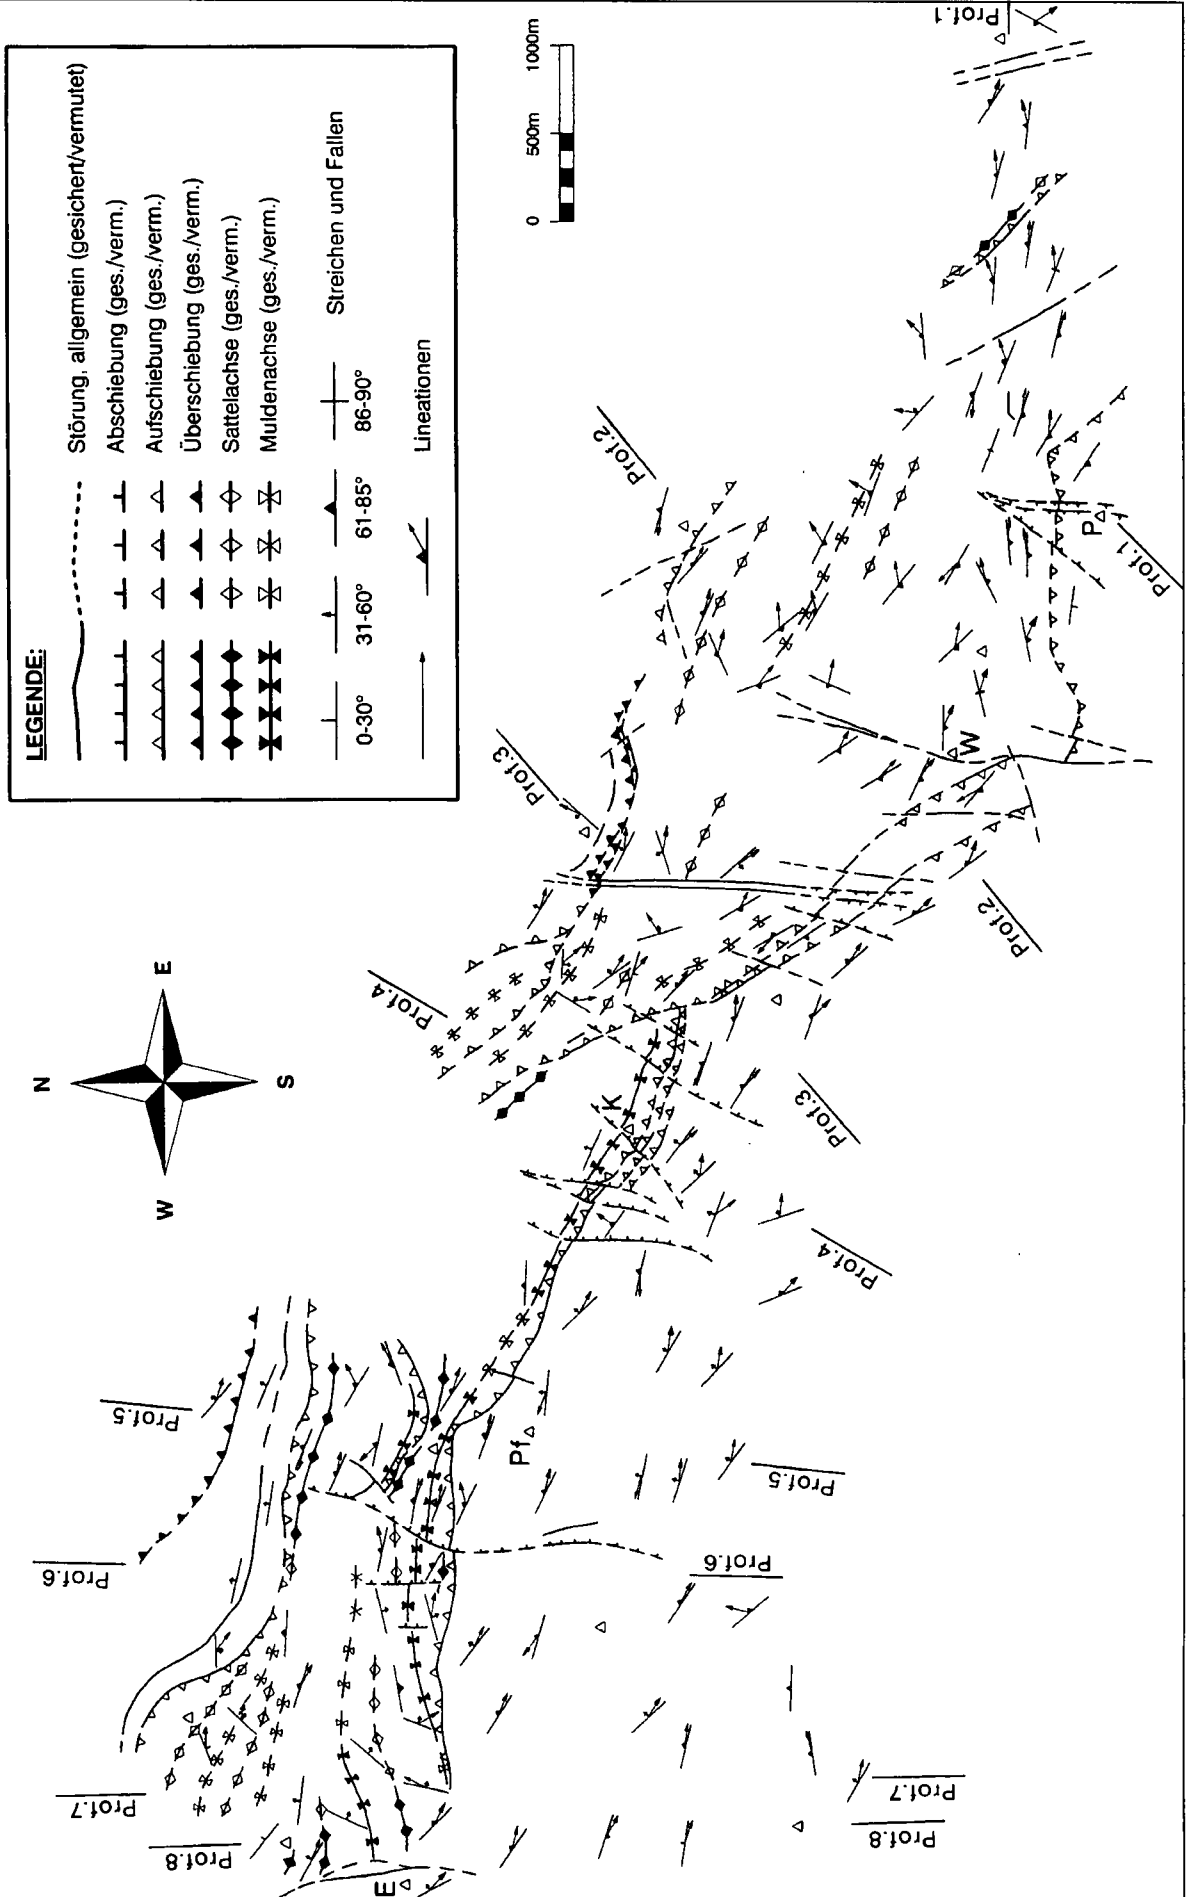 LEGENDE:
Störung, allgemein (gesichert/vermutet)
Abschiebung (ges./verm.)
Aufschiebung (ges./verm.)
Überschiebung (ges./verm.)
Sattelachse (ges./verm.)
Muldenachse (ges./verm.)
0-30°
31-60°
61-85°
86-90°
Streichen und Fallen
Lineationen
0
500m
1000m
N
E
S
W
Prof.1
Prof.2
Prof.3
Prof.4
Prof.5
Prof.6
Prof.7
Prof.8
E
Pf
K
W
P
Prof.1
Prof.2
Prof.3
Prof.4
Prof.5
Prof.6
Prof.7
Prof.8